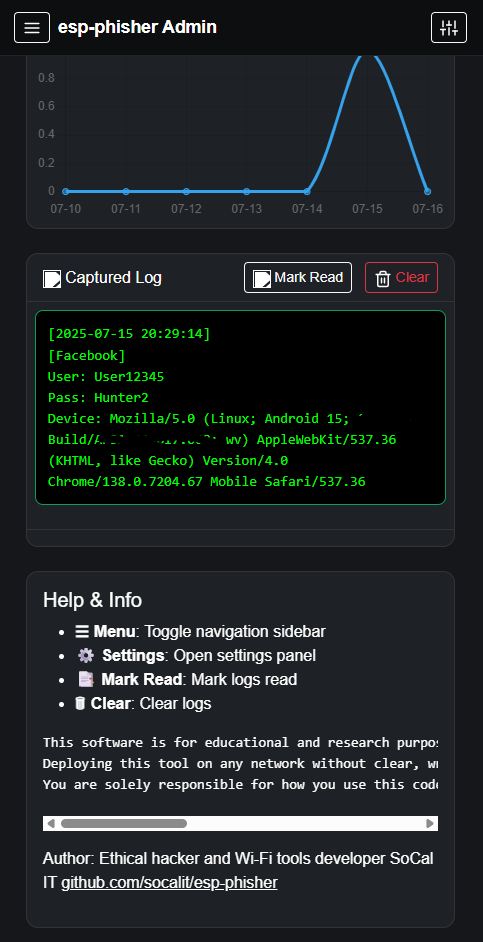 esp-phisher Admin
0.8
0.6
0.4
0.2
0
07-10 07-11 07-12 07-13 07-14 07-15 07-16
Captured Log Mark Read Clear
[2025-07-15 20:29:14]
[Facebook]
User: User12345
Pass: Hunter2
Device: Mozilla/5.0 (Linux; Android 15;
wv) AppleWebKit/537.36
(KHTML, like Gecko) Version/4.0
Chrome/138.0.7204.67 Mobile Safari/537.36
Help & Info
• ☰ Menu: Toggle navigation sidebar
• ⚙ Settings: Open settings panel
• Mark Read: Mark logs read
• Clear: Clear logs
This software is for educational and research
Deploying this tool on any network without clear,
You are solely responsible for how you use this code
Author: Ethical hacker and Wi-Fi tools developer SoCal
IT github.com/socalit/esp-phisher